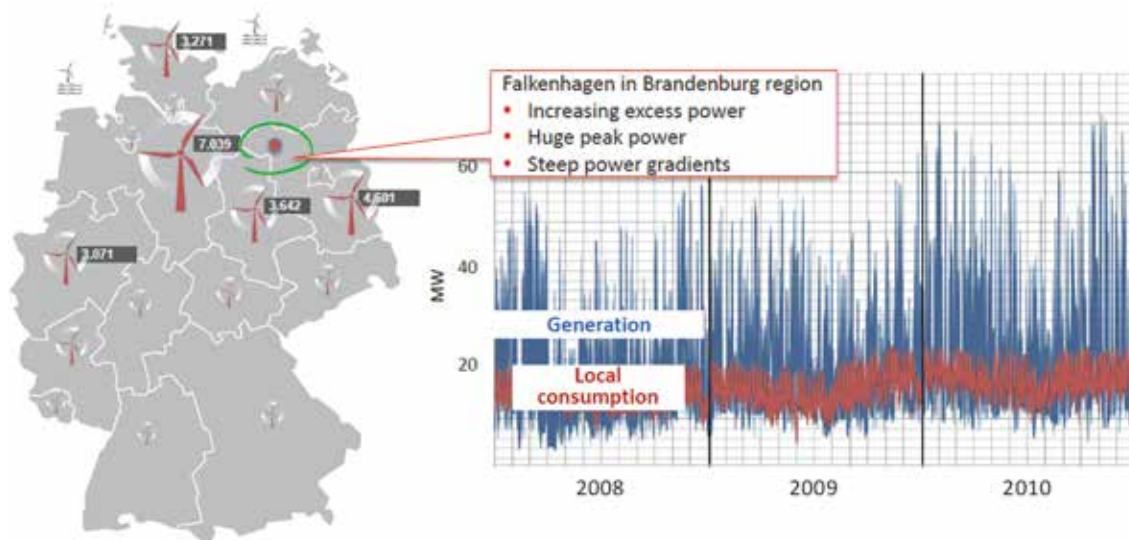 3.271
7.039
3.642
4.601
3.071
Falkenhagen in Brandenburg region
• Increasing excess power
• Huge peak power
• Steep power gradients
60
40
20
MW
Generation
Local
consumption
2008
2009
2010